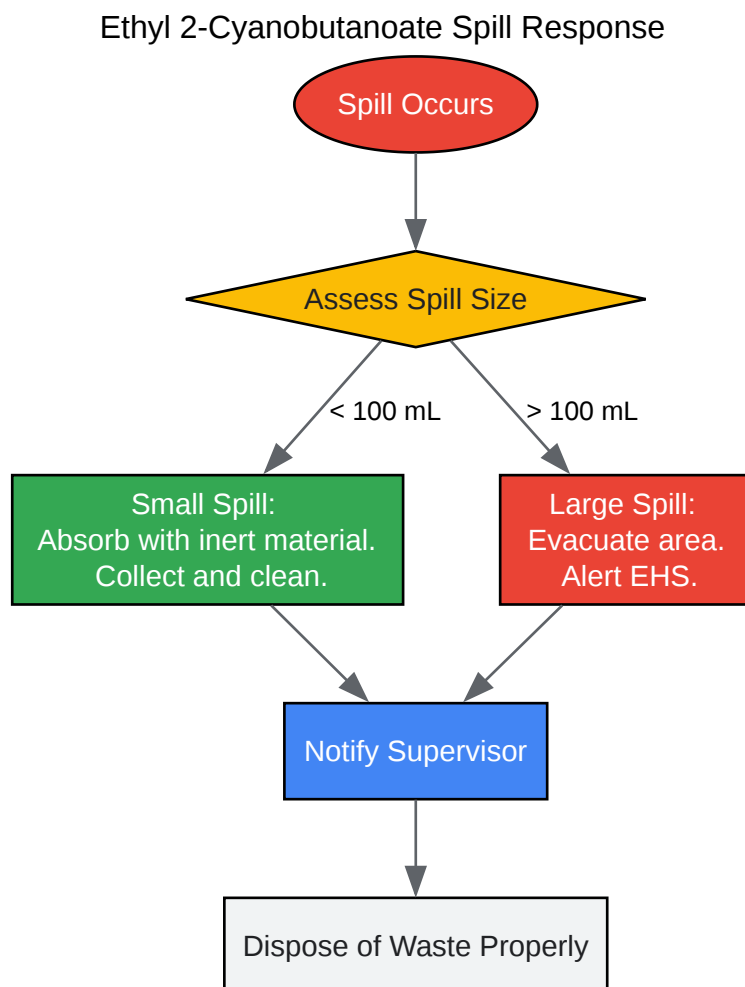 Ethyl 2-Cyanobutanoate Spill Response
Spill Occurs
Assess Spill Size
< 100 mL
> 100 mL
Small Spill:
Absorb with inert material.
Collect and clean.
Large Spill:
Evacuate area.
Alert EHS.
Notify Supervisor
Dispose of Waste Properly